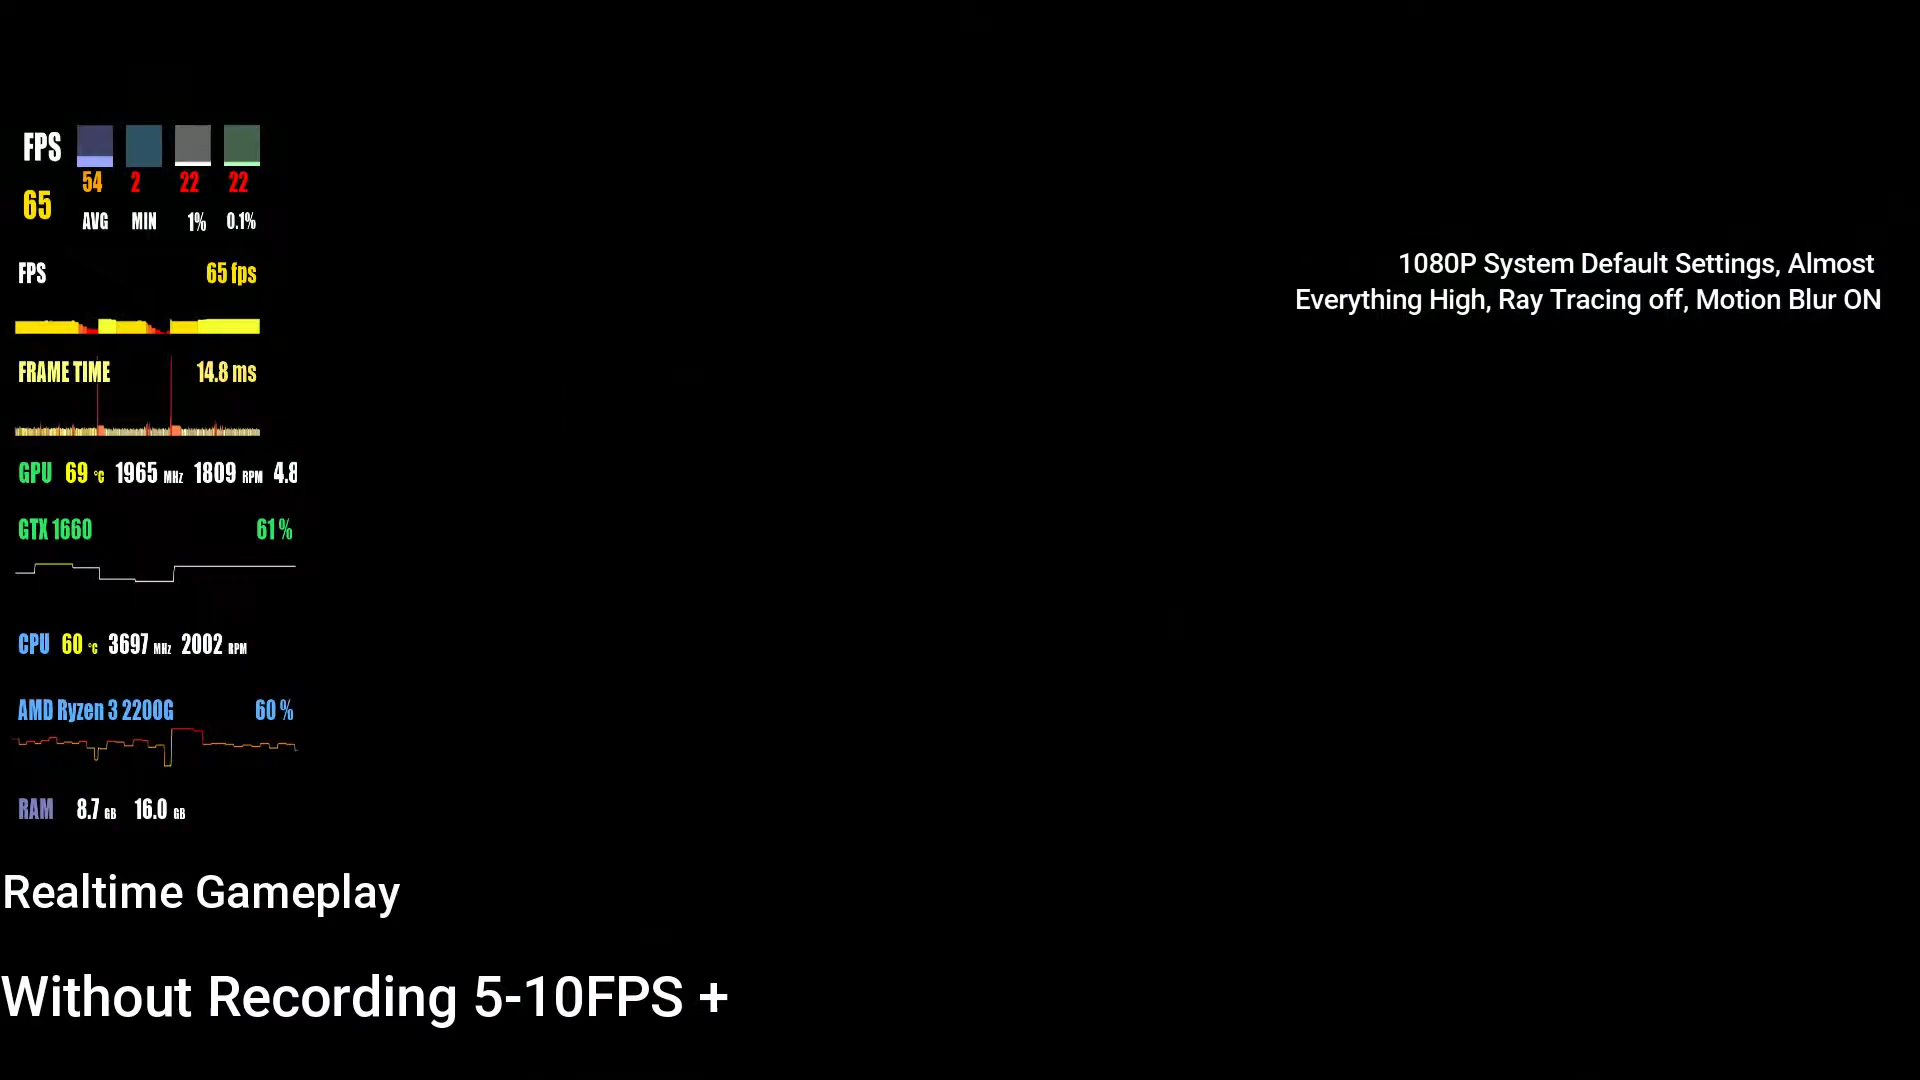 FPS
65
54 2 22 22
AVG MIN 1% 0.1%
FPS 65 fps
1080P System Default Settings, Almost
Everything High, Ray Tracing off, Motion Blur ON
FRAME TIME 14.8 ms
GPU 69 °C 1965 MHz 1809 RPM 4.8
GTX 1660 61 %
CPU 60 °C 3697 MHz 2002 RPM
AMD Ryzen 3 2200G 60 %
RAM 8.7 GB 16.0 GB
Realtime Gameplay
Without Recording 5-10FPS +